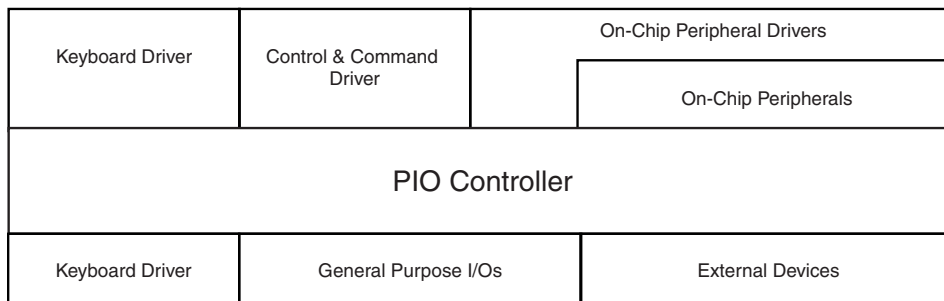 Keyboard Driver
Control & Command
Driver
On-Chip Peripheral Drivers
On-Chip Peripherals
PIO Controller
Keyboard Driver
General Purpose I/Os
External Devices